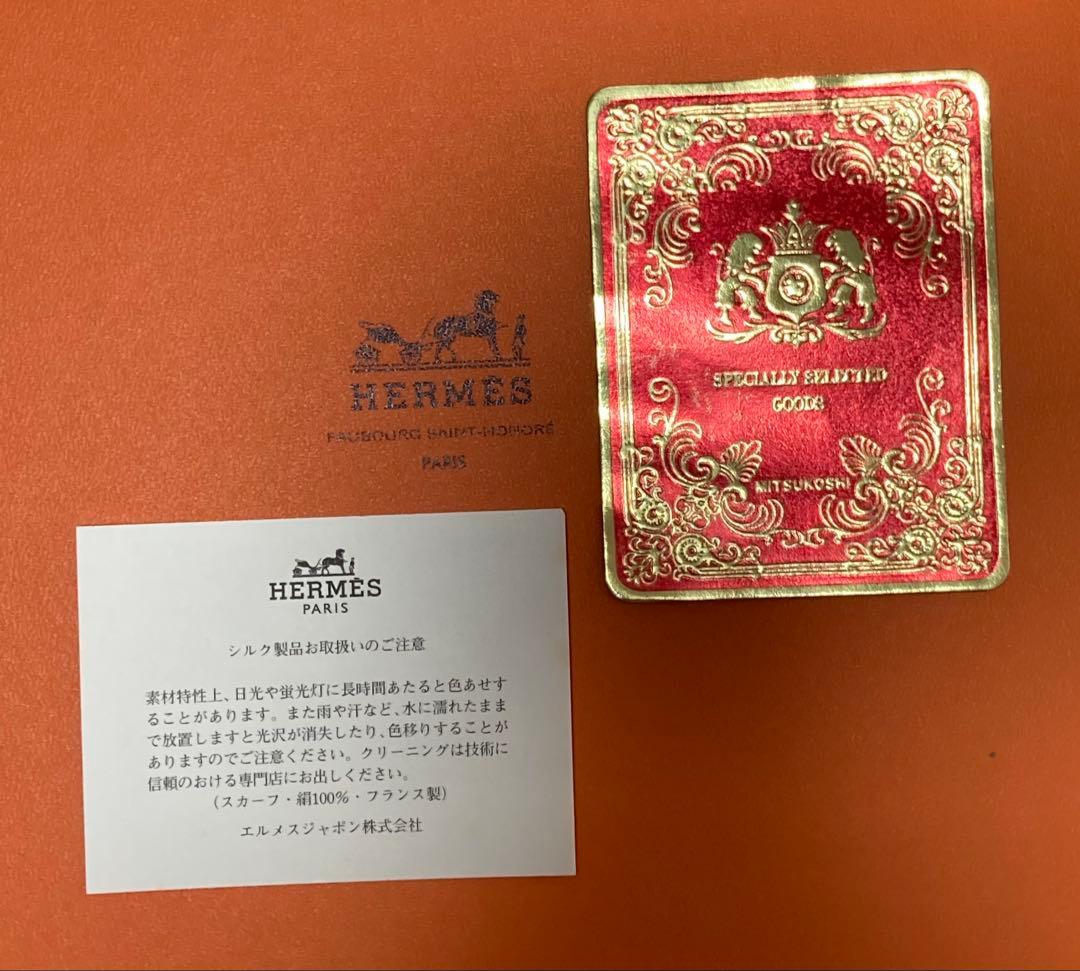 HERMÈS
FAUBOURG SAINT-HONORÉ
PARIS
SPECIALLY SELECTED
GOODS
MITSUKOSHI
HERMÈS
PARIS
シルク製品お取扱いのご注意
素材特性上、日光や蛍光灯に長時間あたると色あせす
ることがあります。また雨や汗など、水に濡れたまま
で放置しますと光沢が消失したり、色移りすることが
ありますのでご注意ください。クリーニングは技術に
信頼のおける専門店にお出しください。
(スカーフ・絹100%・フランス製)
エルメスジャポン株式会社